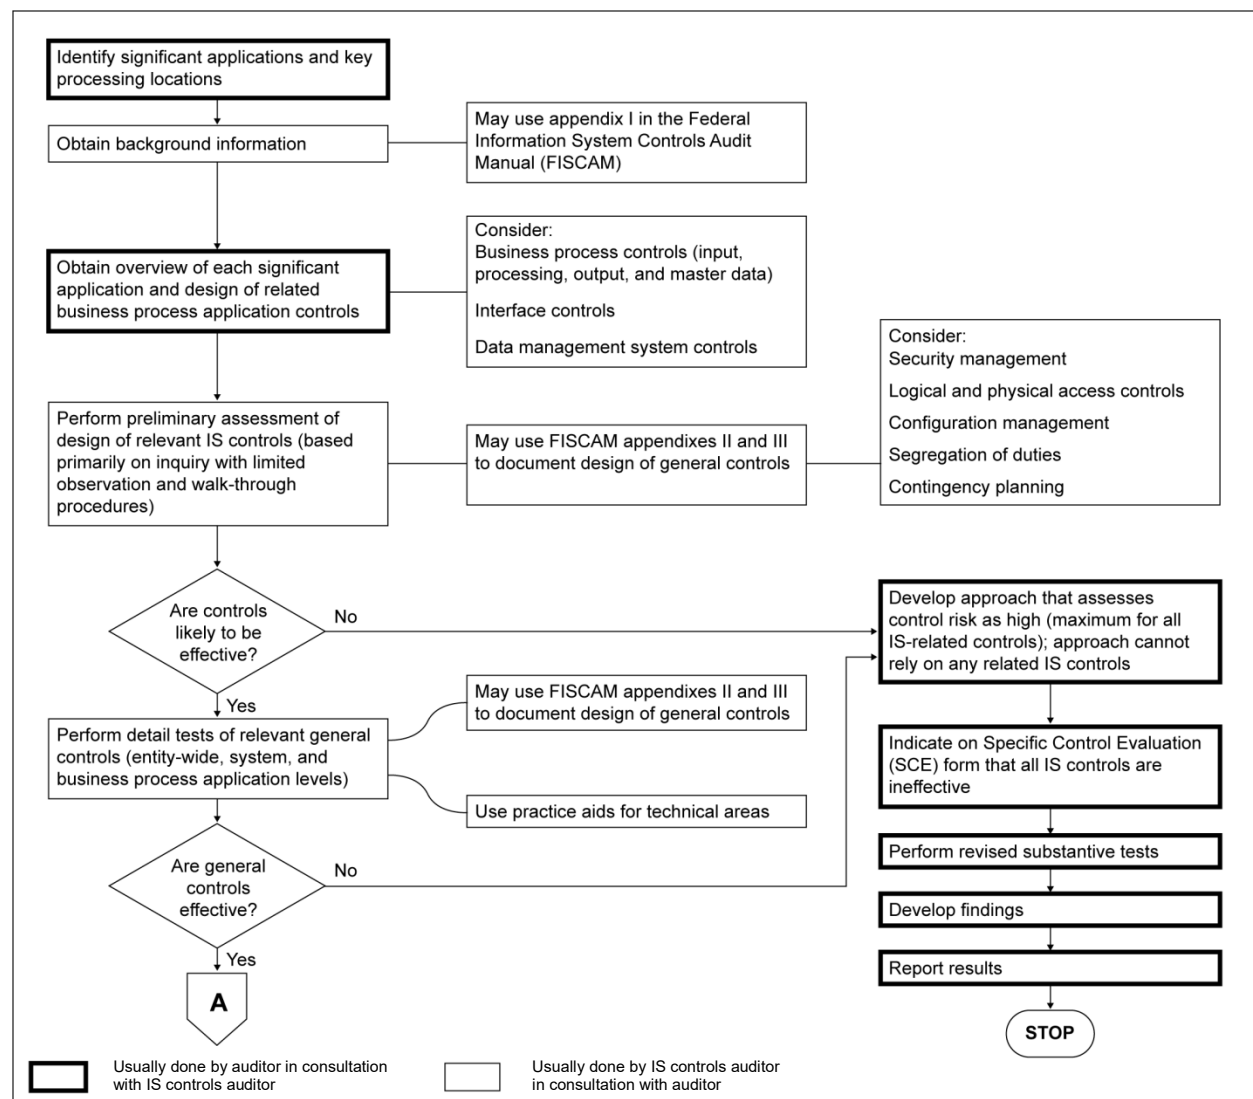 Identify significant applications and key
processing locations
Obtain background information
May use appendix I in the Federal
Information System Controls Audit
Manual (FISCAM)
Obtain overview of each significant
application and design of related
business process application controls
Consider:
Business process controls (input,
processing, output, and master data)
Interface controls
Data management system controls
Perform preliminary assessment of
design of relevant IS controls (based
primarily on inquiry with limited
observation and walk-through
procedures)
May use FISCAM appendixes II and III
to document design of general controls
Consider:
Security management
Logical and physical access controls
Configuration management
Segregation of duties
Contingency planning
Are controls
likely to be
effective?
No
Yes
Develop approach that assesses
control risk as high (maximum for all
IS-related controls); approach cannot
rely on any related IS controls
Perform detail tests of relevant general
controls (entity-wide, system, and
business process application levels)
May use FISCAM appendixes II and III
to document design of general controls
Use practice aids for technical areas
Indicate on Specific Control Evaluation
(SCE) form that all IS controls are
ineffective
Are general
controls
effective?
No
Yes
Perform revised substantive tests
Develop findings
Report results
A
STOP
Usually done by auditor in consultation
with IS controls auditor
Usually done by IS controls auditor
in consultation with auditor